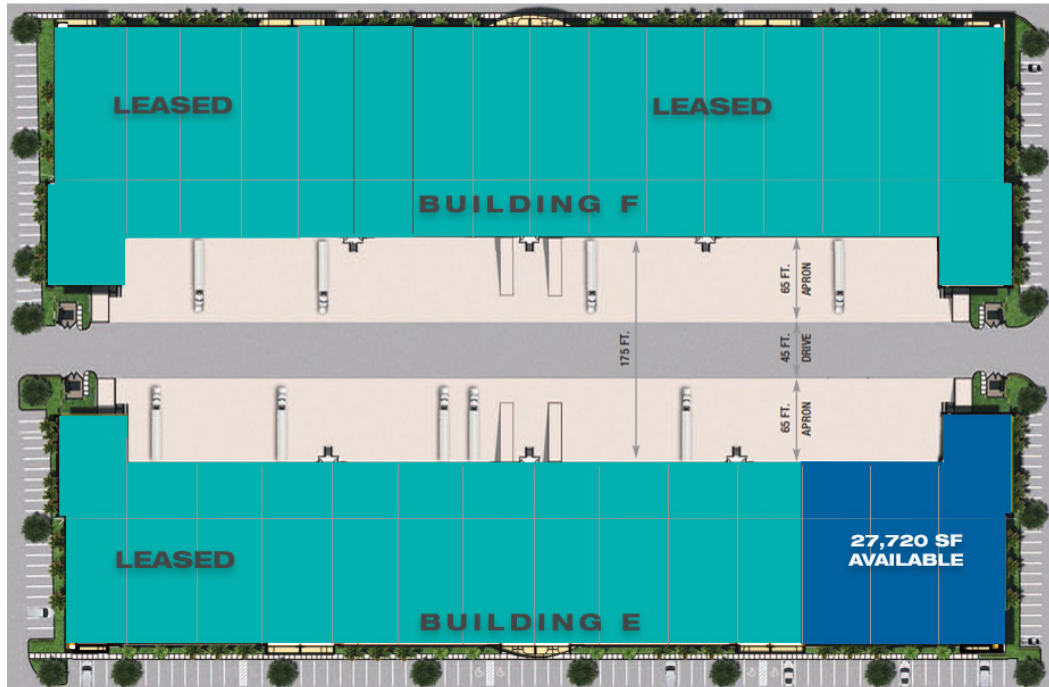 LEASED
LEASED
BUILDING F
65 FT.
APRON
175 FT.
45 FT.
DRIVE
65 FT.
APRON
27,720 SF
AVAILABLE
LEASED
BUILDING E